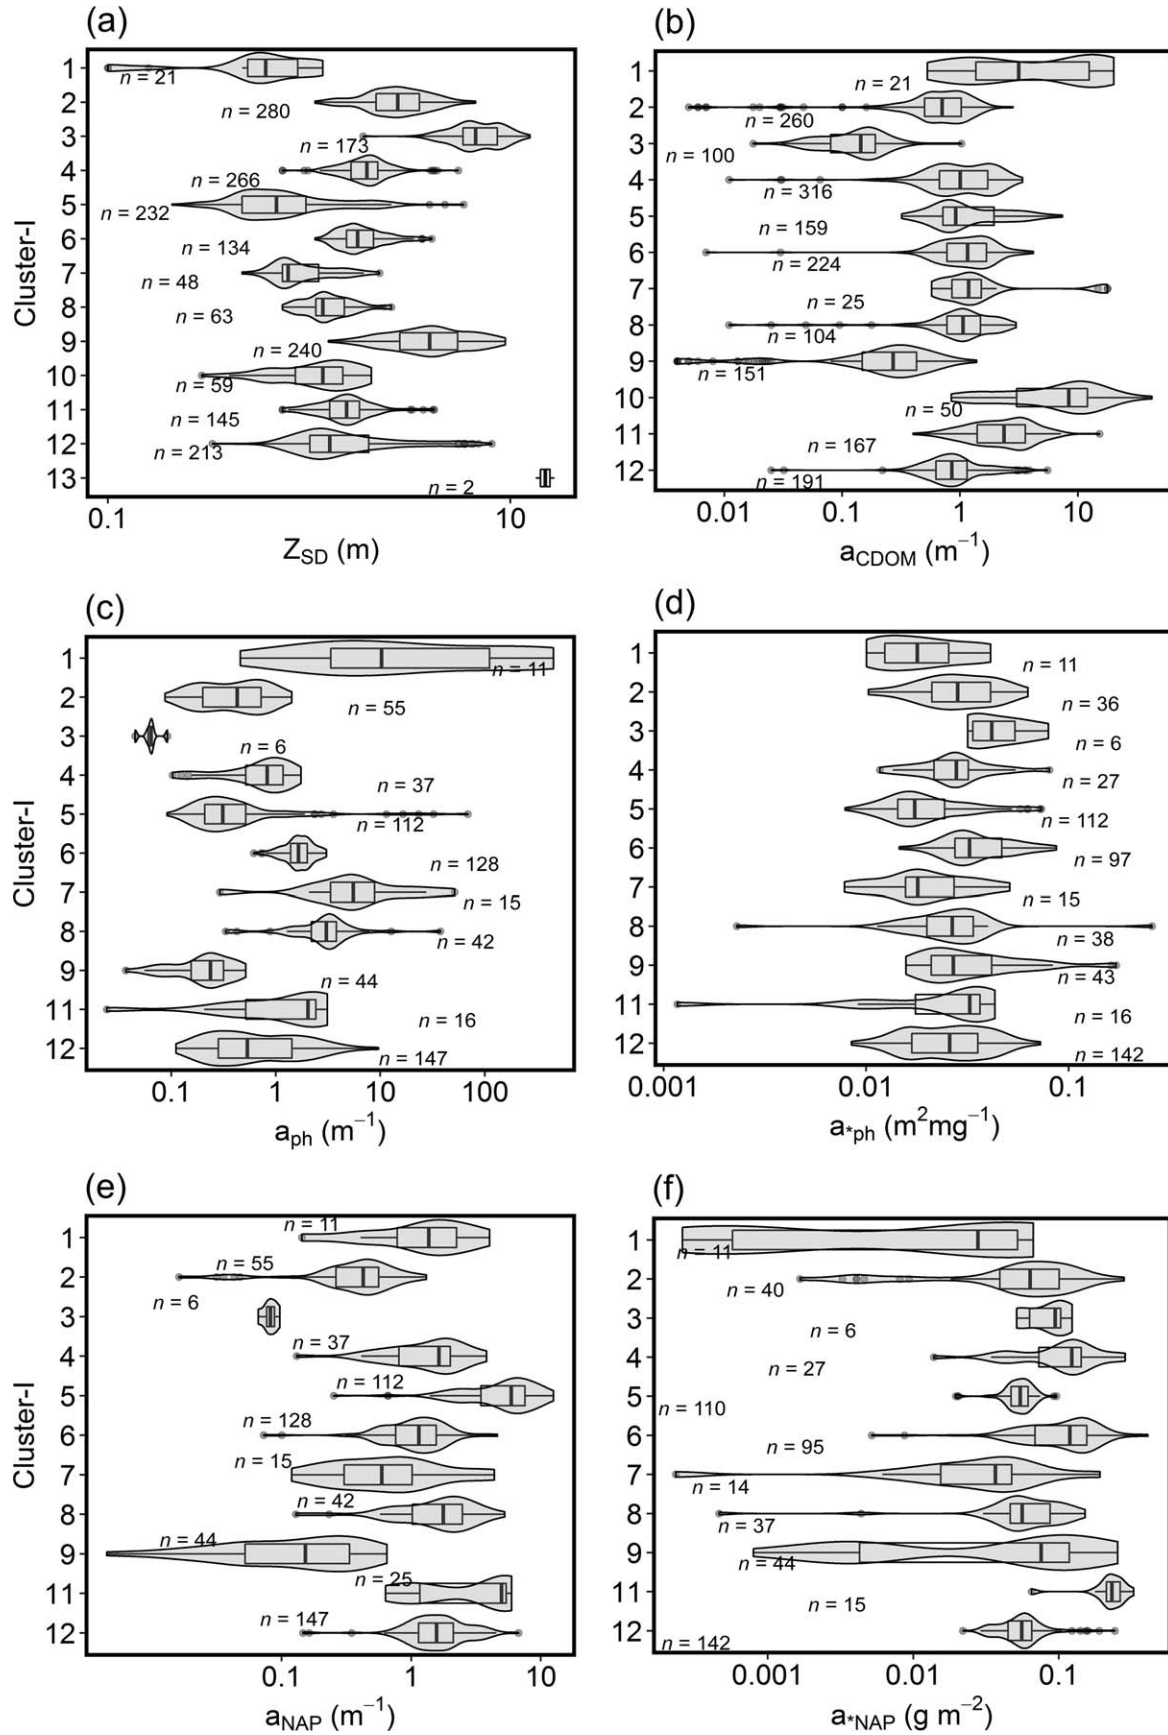 (a)
Cluster-I
1
2
3
4
5
6
7
8
9
10
11
12
13
n = 21
n = 280
n = 173
n = 266
n = 232
n = 134
n = 48
n = 63
n = 240
n = 59
n = 145
n = 213
n = 2
0.1 10
Z_SD (m)
(b)
1
2
3
4
5
6
7
8
9
10
11
12
n = 21
n = 260
n = 100
n = 316
n = 159
n = 224
n = 25
n = 104
n = 151
n = 50
n = 167
n = 191
0.01 0.1 1 10
a_CDOM (m⁻¹)
(c)
Cluster-I
1
2
3
4
5
6
7
8
9
11
12
n = 11
n = 55
n = 6
n = 37
n = 112
n = 128
n = 15
n = 42
n = 44
n = 16
n = 147
0.1 1 10 100
a_ph (m⁻¹)
(d)
1
2
3
4
5
6
7
8
9
11
12
n = 11
n = 36
n = 6
n = 27
n = 112
n = 97
n = 15
n = 38
n = 43
n = 16
n = 142
0.001 0.01 0.1
a*ph (m²mg⁻¹)
(e)
Cluster-I
1
2
3
4
5
6
7
8
9
11
12
n = 11
n = 55
n = 6
n = 37
n = 112
n = 128
n = 15
n = 42
n = 44
n = 25
n = 147
0.1 1 10
a_NAP (m⁻¹)
(f)
1
2
3
4
5
6
7
8
9
11
12
n = 11
n = 40
n = 6
n = 27
n = 110
n = 95
n = 14
n = 37
n = 44
n = 15
n = 142
0.001 0.01 0.1
a*NAP (g m⁻²)